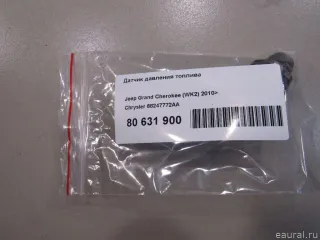 Датчик давления топлива
Jeep Grand Cherokee (WK2) 2010>
Chrysler 68247772AA
80 631 900
eaural.ru